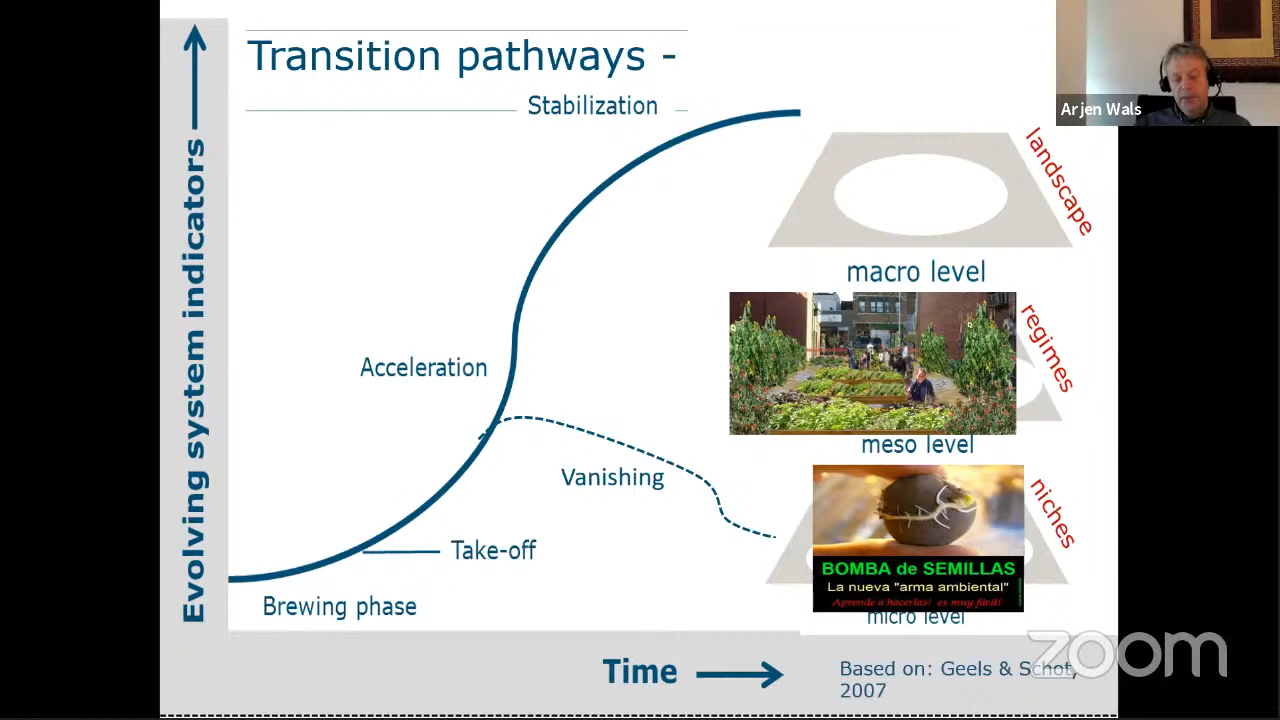 Transition pathways -
Arjen Wals
Stabilization
landscape
macro level
regimes
Acceleration
meso level
Vanishing
niches
Take-off
BOMBA de SEMILLAS
La nueva "arma ambiental"
Aprende a hacerlas! es muy fácil!
Brewing phase
micro level
Evolving system indicators
Time
Based on: Geels & Schot,
2007
zoom